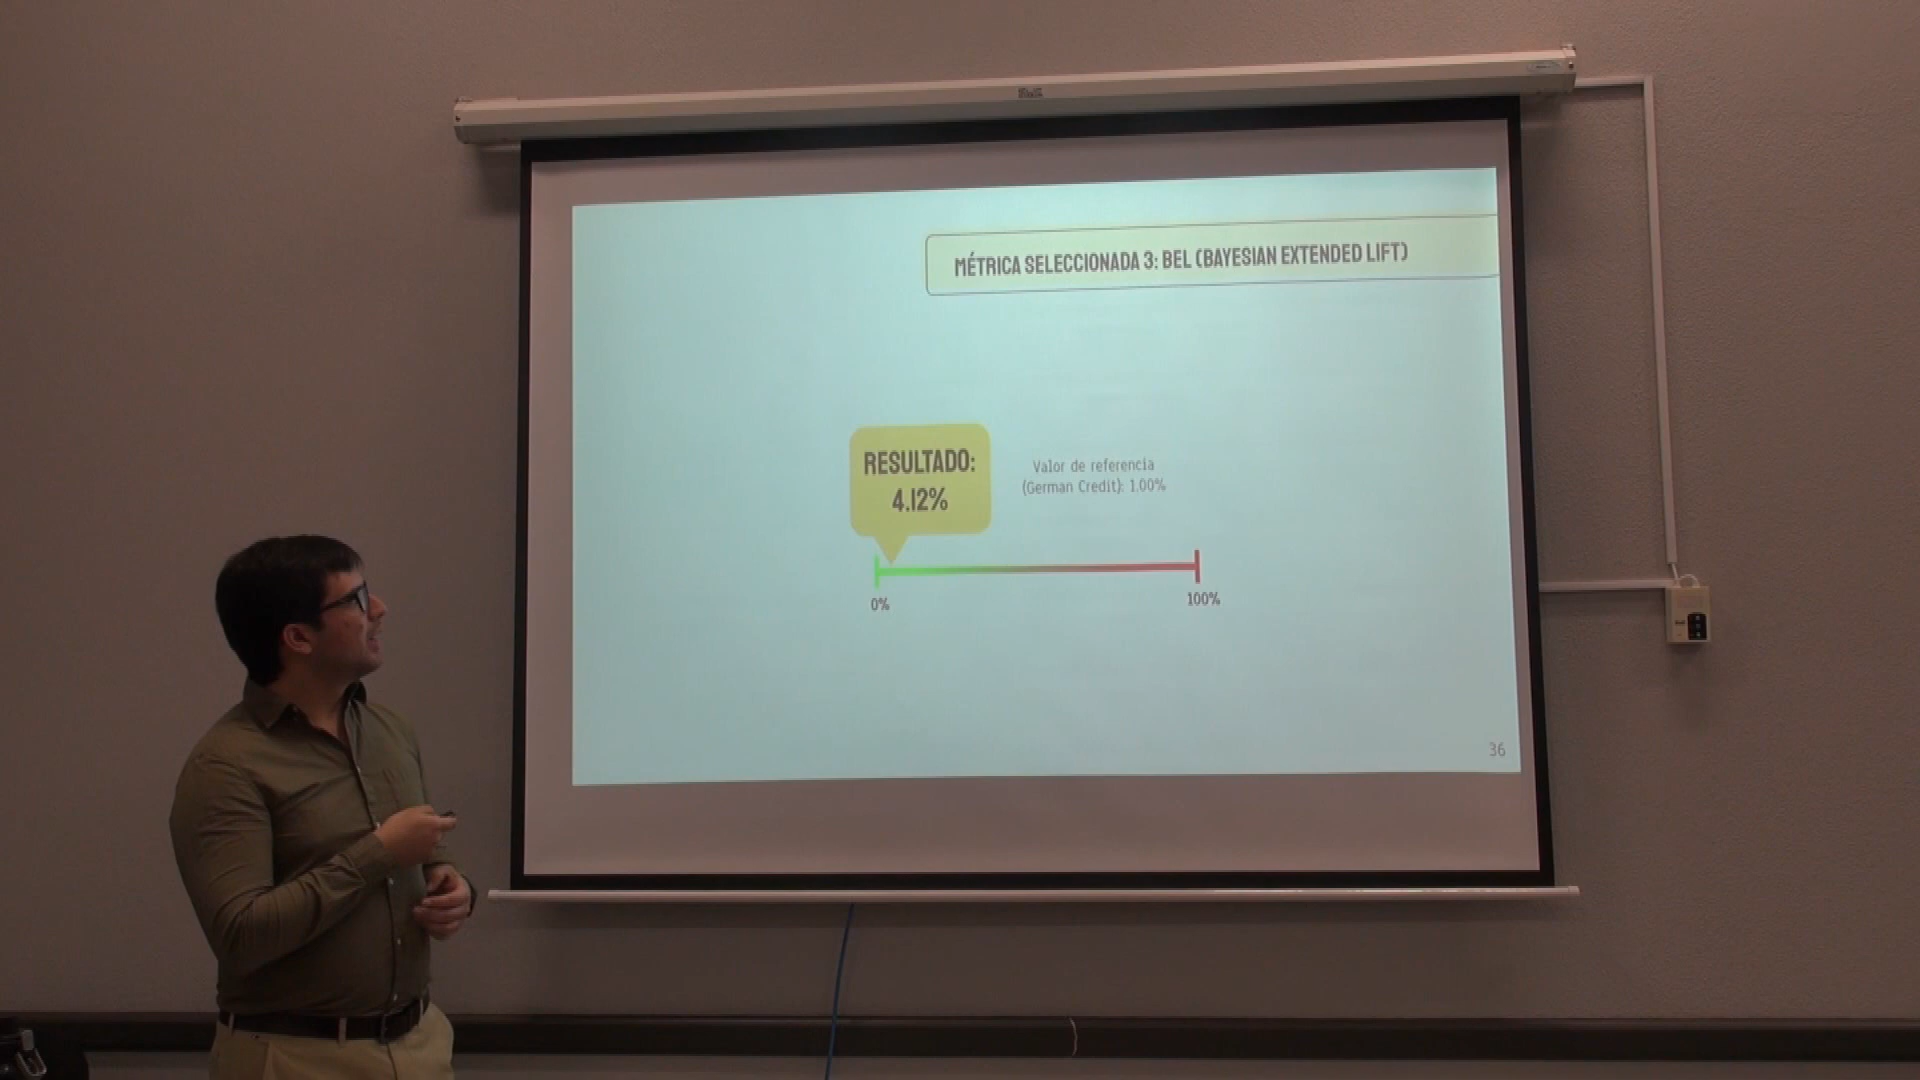 MÉTRICA SELECCIONADA 3: BEL (BAYESIAN EXTENDED LIFT)
RESULTADO:
4.12%
Valor de referencia
(German Credit): 1.00%
0%
100%
36